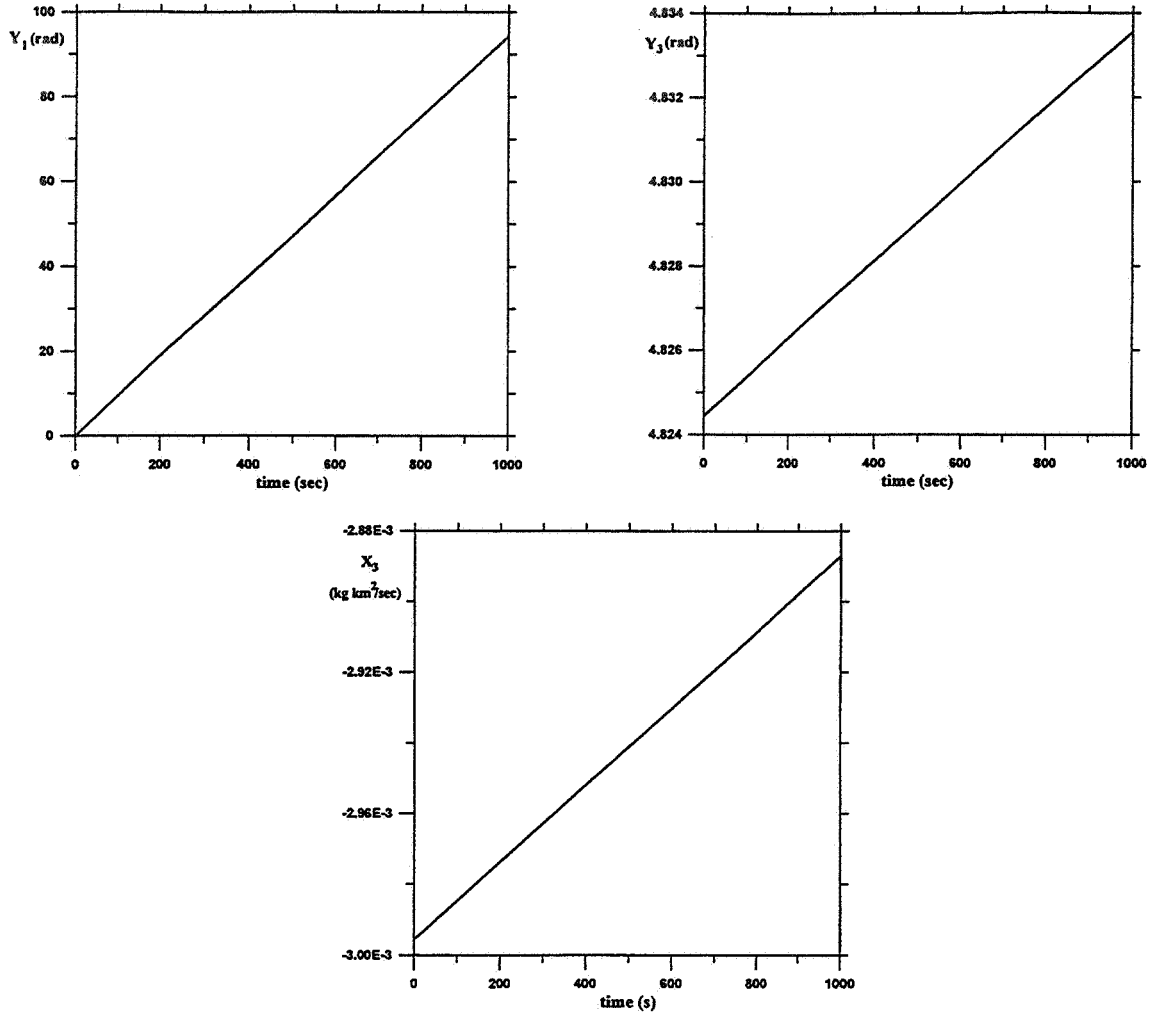 100
Y1 (rad)
80
60
40
20
0
0 200 400 600 800 1000
time (sec)
4.834
Y3 (rad)
4.832
4.830
4.828
4.826
4.824
0 200 400 600 800 1000
time (sec)
-2.88E-3
X3
(kg km2/sec)
-2.92E-3
-2.96E-3
-3.00E-3
0 200 400 600 800 1000
time (s)